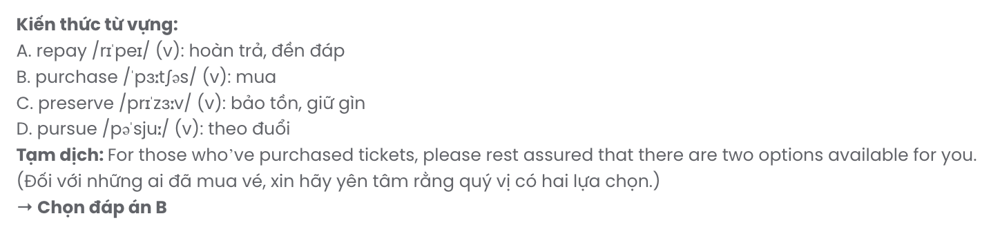 Kiến thức từ vựng:
A. repay /rɪˈpeɪ/ (v): hoàn trả, đền đáp
B. purchase /ˈpɜːtʃəs/ (v): mua
C. preserve /prɪˈzɜːv/ (v): bảo tồn, giữ gìn
D. pursue /pəˈsjuː/ (v): theo đuổi
Tạm dịch: For those who’ve purchased tickets, please rest assured that there are two options available for you.
(Đối với những ai đã mua vé, xin hãy yên tâm rằng quý vị có hai lựa chọn.)
→ Chọn đáp án B